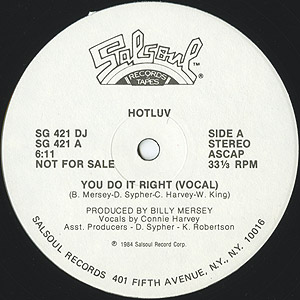 Salsoul
TM
RECORDS
TAPES
HOTLUV
SG 421 DJ
SG 421 A
6:11
NOT FOR SALE
SIDE A
STEREO
ASCAP
33⅓ RPM
YOU DO IT RIGHT (VOCAL)
(B. Mersey-D. Sypher-C. Harvey-W. King)
PRODUCED BY BILLY MERSEY
Vocals by Connie Harvey
Asst. Producers - D. Sypher - K. Robertson
℗ 1984 Salsoul Record Corp.
SALSOUL RECORDS 401 FIFTH AVENUE, N.Y., N.Y. 10016